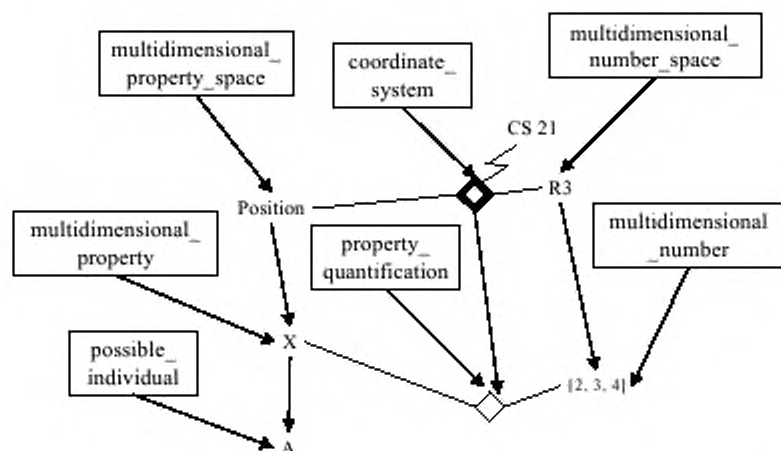 multidimensional_
property_space
coordinate_
system
multidimensional_
number_space
CS 21
Position
R3
multidimensional_
property
property_
quantification
multidimensional
_number
X
possible_
individual
[2, 3, 4]
A